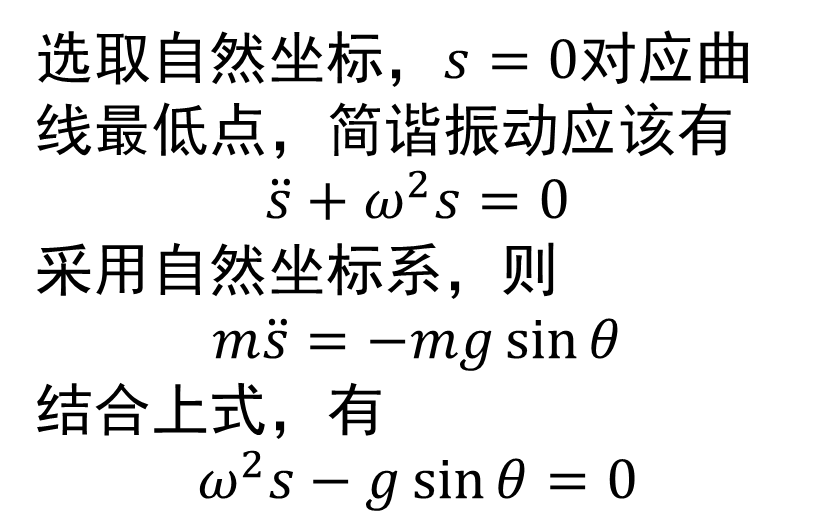 选取自然坐标，𝑠 = 0对应曲
线最低点，简谐振动应该有
s̈ + ω²s = 0
采用自然坐标系，则
ms̈ = −mg sin θ
结合上式，有
ω²s − g sin θ = 0